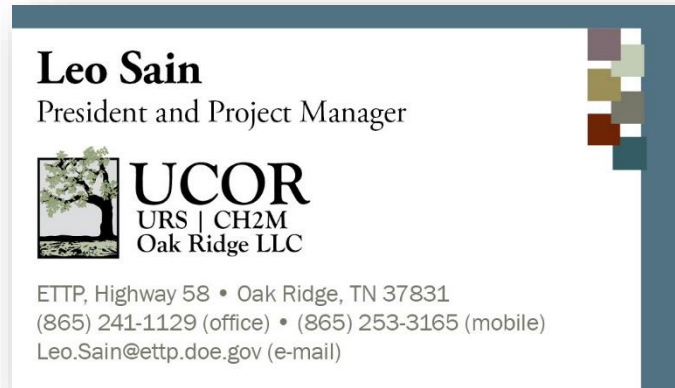 Leo Sain
President and Project Manager
UCOR
URS | CH2M
Oak Ridge LLC
ETTP, Highway 58 • Oak Ridge, TN 37831
(865) 241-1129 (office) • (865) 253-3165 (mobile)
Leo.Sain@ettp.doe.gov (e-mail)